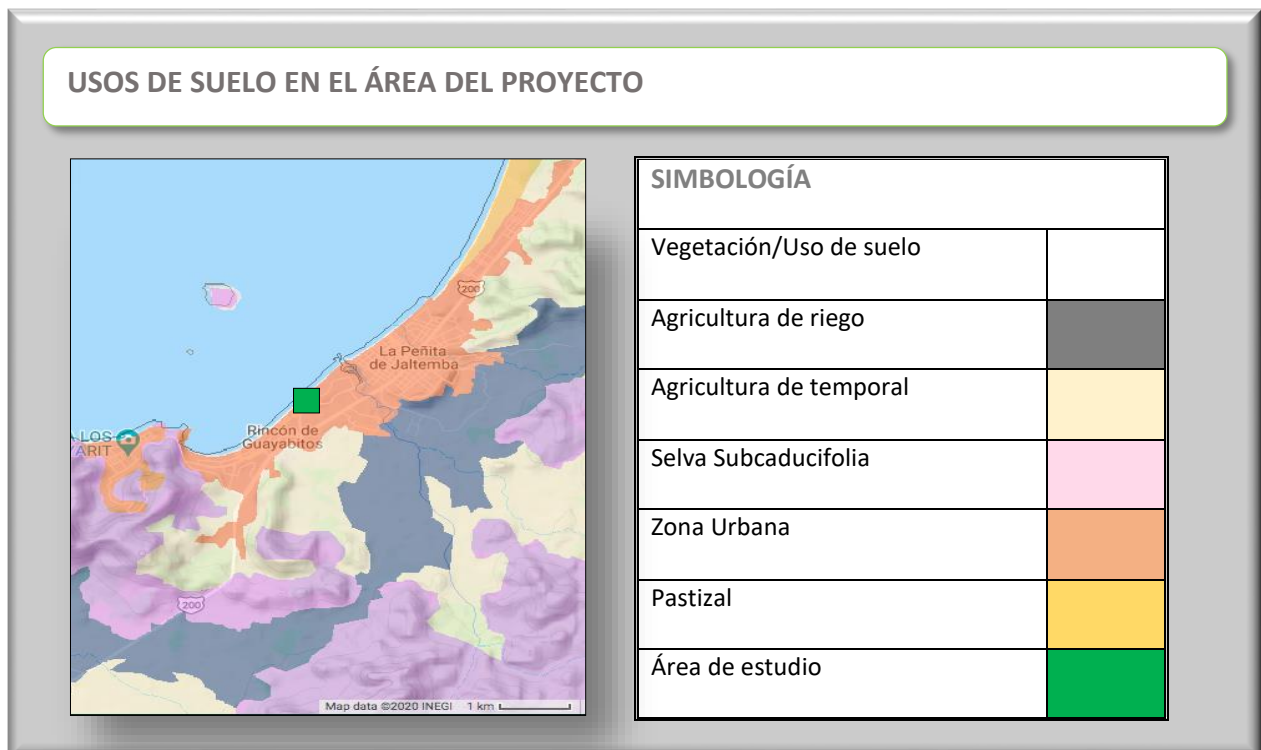 USOS DE SUELO EN EL ÁREA DEL PROYECTO
200
La Peñita
de Jaltemba
Rincón de
Guayabitos
A LOS
YARIT
200
Map data ©2020 INEGI 1 km
SIMBOLOGÍA
Vegetación/Uso de suelo
Agricultura de riego
Agricultura de temporal
Selva Subcaducifolia
Zona Urbana
Pastizal
Área de estudio